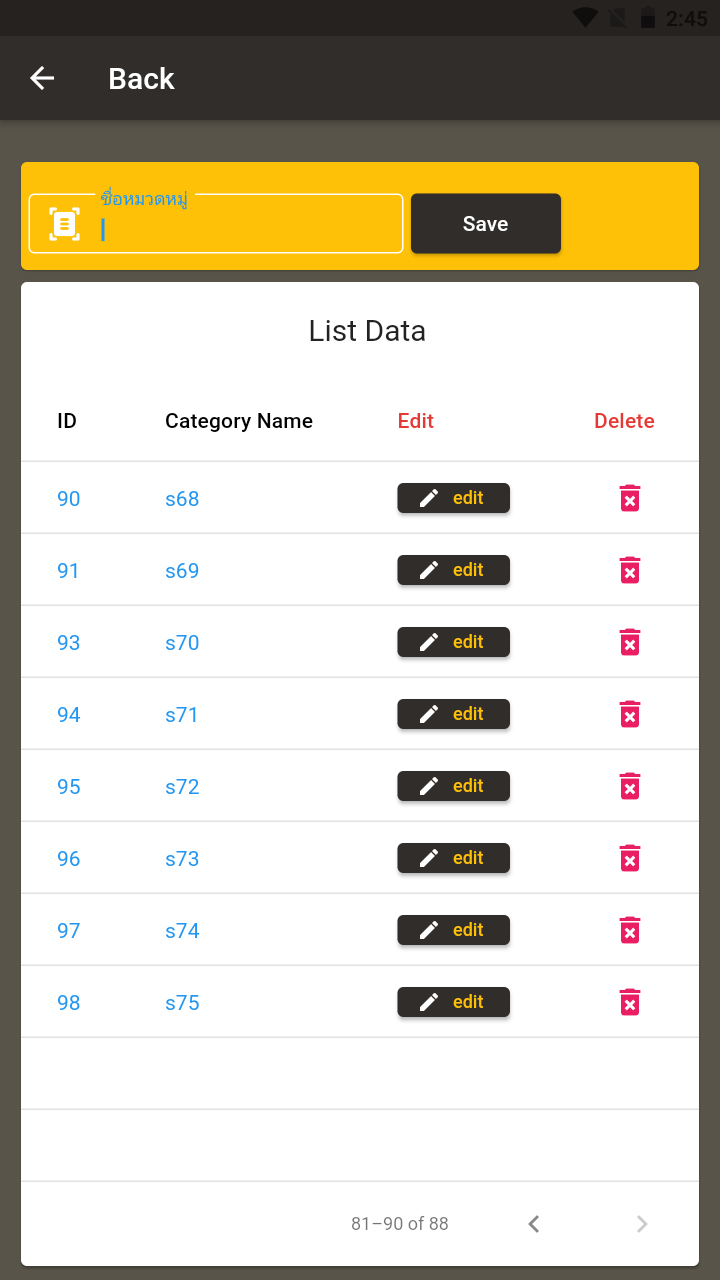 2:45
Back
ชื่อหมวดหมู่
Save
List Data
ID Category Name Edit Delete
90 s68 edit
91 s69 edit
93 s70 edit
94 s71 edit
95 s72 edit
96 s73 edit
97 s74 edit
98 s75 edit
81–90 of 88